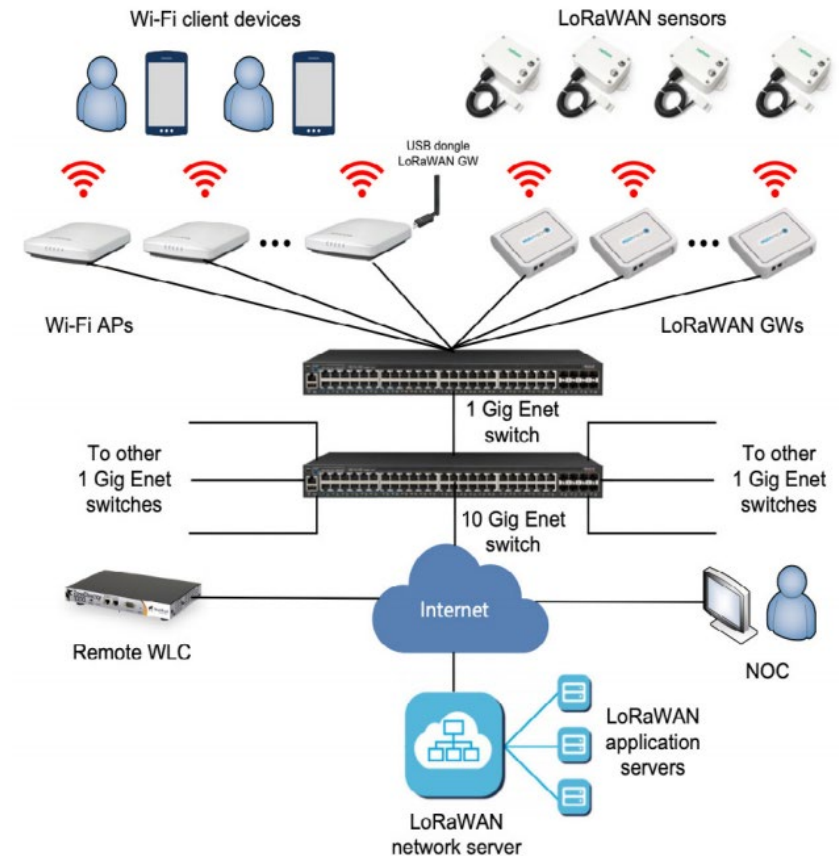 Wi-Fi client devices
LoRaWAN sensors
USB dongle
LoRaWAN GW
Wi-Fi APs
LoRaWAN GWs
1 Gig Enet
switch
To other
1 Gig Enet
switches
To other
1 Gig Enet
switches
10 Gig Enet
switch
Internet
Remote WLC
NOC
LoRaWAN
application
servers
LoRaWAN
network server